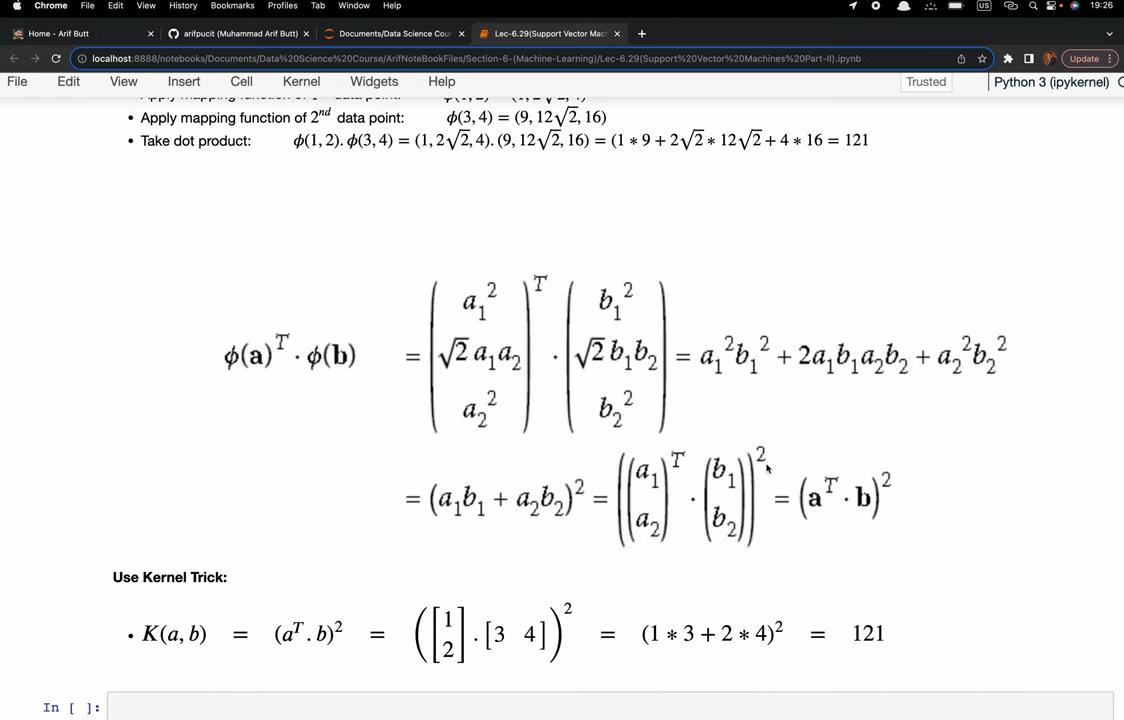 Chrome File Edit View History Bookmarks Profiles Tab Window Help US 19:26
Home - Arif Butt arifpucit (Muhammad Arif Butt) Documents/Data Science Cou Lec-6.29(Support Vector Mach
localhost:8888/notebooks/Documents/Data%20Science%20Course/ArifNoteBookFiles/Section-6-(Machine-Learning)/Lec-6.29(Support%20Vector%20Machines%20Part-II).ipynb Update
File Edit View Insert Cell Kernel Widgets Help Trusted Python 3 (ipykernel)
• Apply mapping function of 2ⁿᵈ data point: ϕ(3, 4) = (9, 12√2, 16)
• Take dot product: ϕ(1, 2). ϕ(3, 4) = (1, 2√2, 4). (9, 12√2, 16) = (1 * 9 + 2√2 * 12√2 + 4 * 16 = 121
ϕ(a)ᵀ · ϕ(b) = (a₁² √2 a₁a₂ a₂²)ᵀ · (b₁² √2 b₁b₂ b₂²) = a₁²b₁² + 2a₁b₁a₂b₂ + a₂²b₂²
= (a₁b₁ + a₂b₂)² = ((a₁ a₂)ᵀ · (b₁ b₂))² = (aᵀ · b)²
Use Kernel Trick:
• K(a, b) = (aᵀ. b)² = ([1 2] . [3 4])² = (1 * 3 + 2 * 4)² = 121
In [ ]: